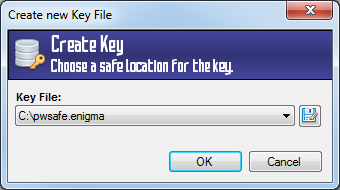 Create new Key File
Create Key
Choose a safe location for the key.
Key File:
C:\pwsafe.enigma
OK
Cancel